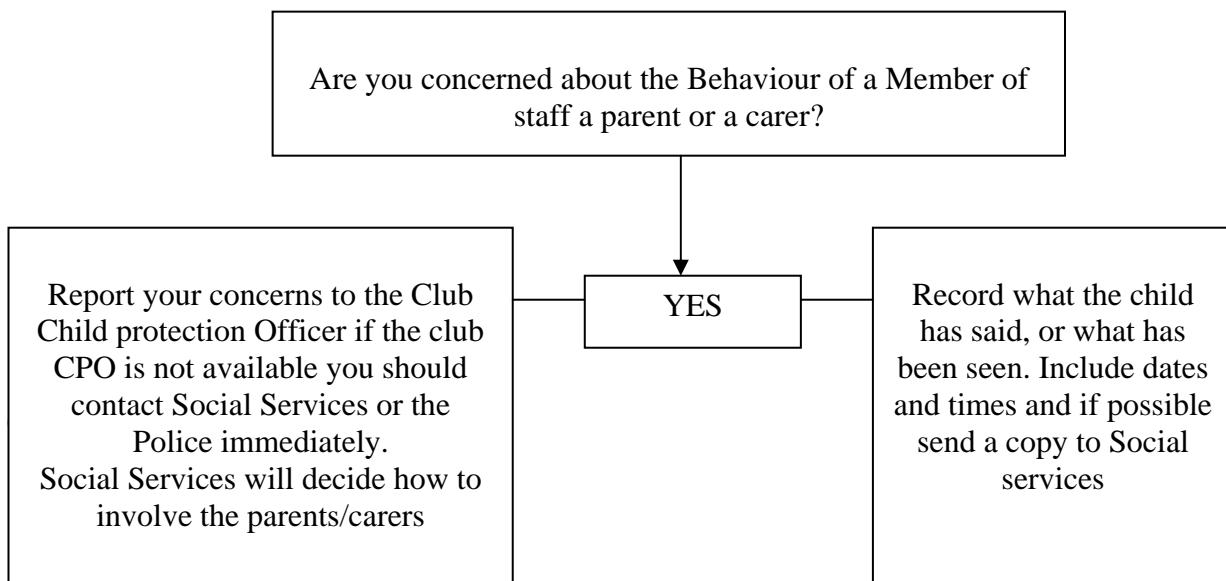 Are you concerned about the Behaviour of a Member of
staff a parent or a carer?
Report your concerns to the Club
Child protection Officer if the club
CPO is not available you should
contact Social Services or the
Police immediately.
Social Services will decide how to
involve the parents/carers
YES
Record what the child
has said, or what has
been seen. Include dates
and times and if possible
send a copy to Social
services